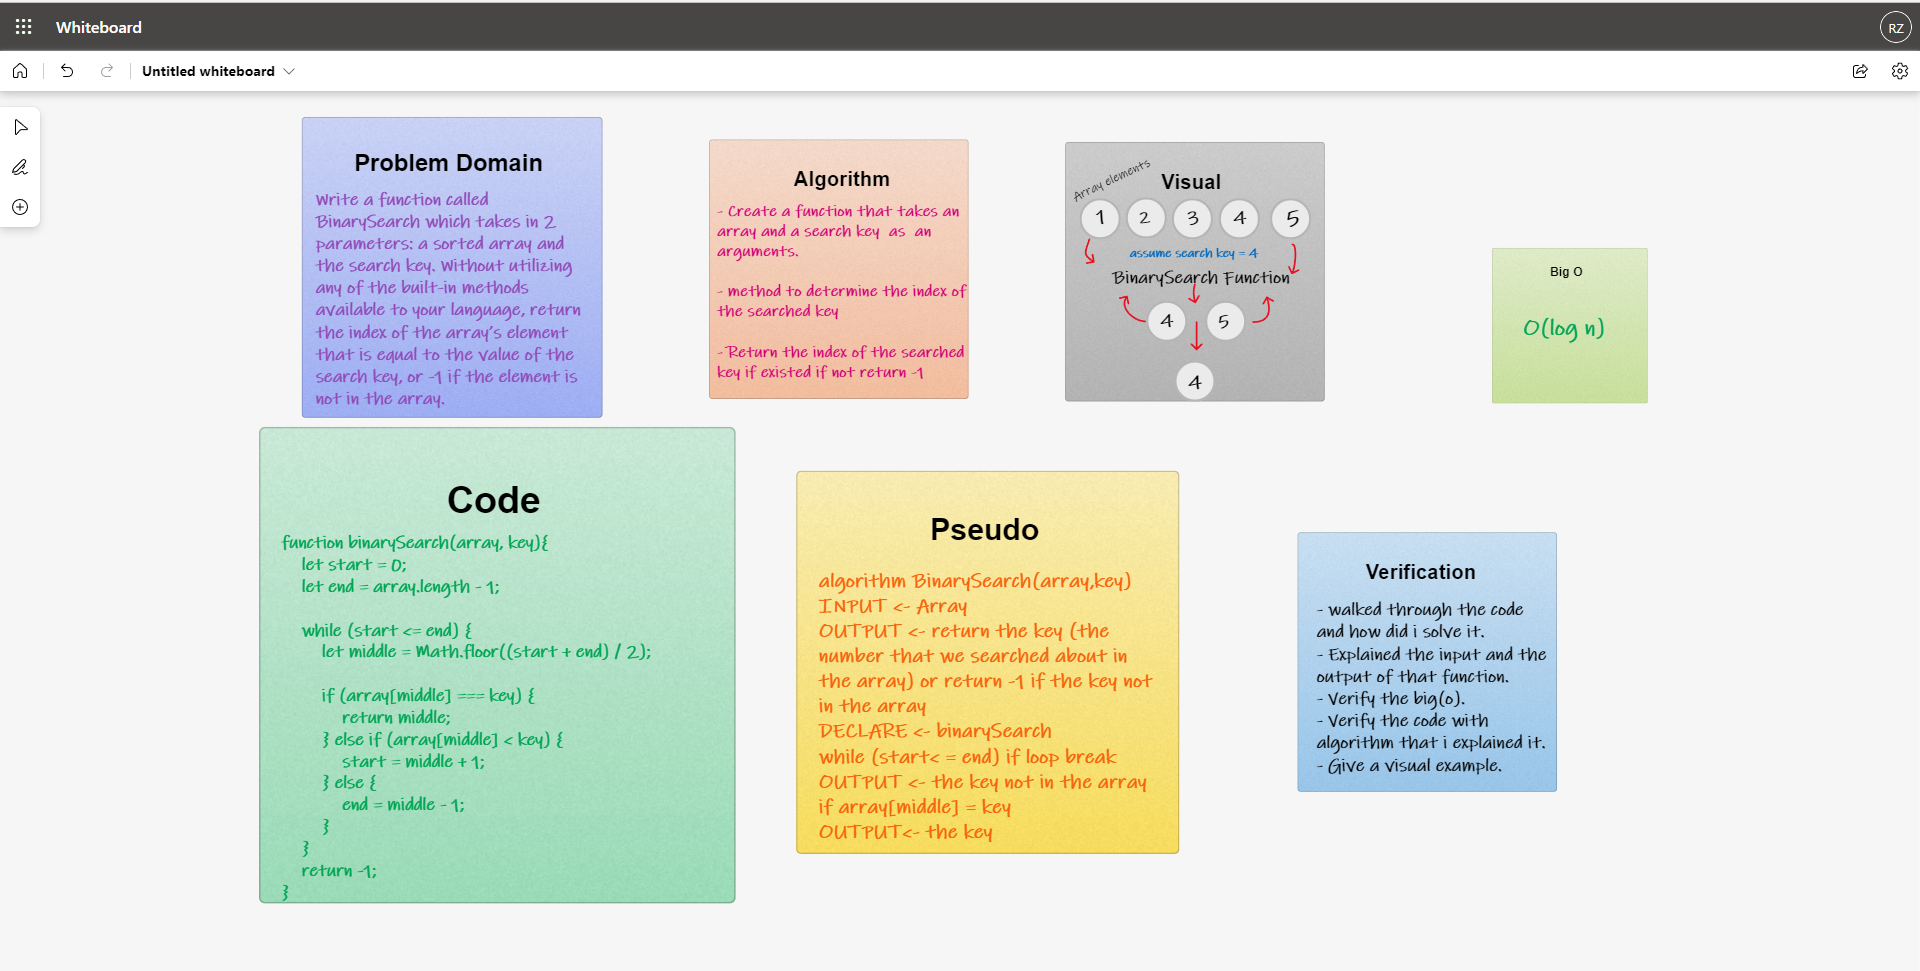 Whiteboard
RZ
Untitled whiteboard
Problem Domain
Write a function called
BinarySearch which takes in 2
parameters: a sorted array and
the search key. Without utilizing
any of the built-in methods
available to your language, return
the index of the array's element
that is equal to the value of the
search key, or -1 if the element is
not in the array.
Algorithm
- Create a function that takes an
array and a search key as an
arguments.
- method to determine the index of
the searched key
- Return the index of the searched
key if existed if not return -1
Array elements
Visual
1 2 3 4 5
assume search key = 4
BinarySearch Function
4 5
4
Big O
O(log n)
Code
function binarySearch(array, key){
let start = 0;
let end = array.length - 1;
while (start <= end) {
let middle = Math.floor((start + end) / 2);
if (array[middle] === key) {
return middle;
} else if (array[middle] < key) {
start = middle + 1;
} else {
end = middle - 1;
}
}
return -1;
}
Pseudo
algorithm BinarySearch(array,key)
INPUT <- Array
OUTPUT <- return the key (the
number that we searched about in
the array) or return -1 if the key not
in the array
DECLARE <- binarySearch
while (start< = end) if loop break
OUTPUT <- the key not in the array
if array[middle] = key
OUTPUT<- the key
Verification
- walked through the code
and how did i solve it.
- Explained the input and the
output of that function.
- Verify the big(o).
- Verify the code with
algorithm that i explained it.
- Give a visual example.